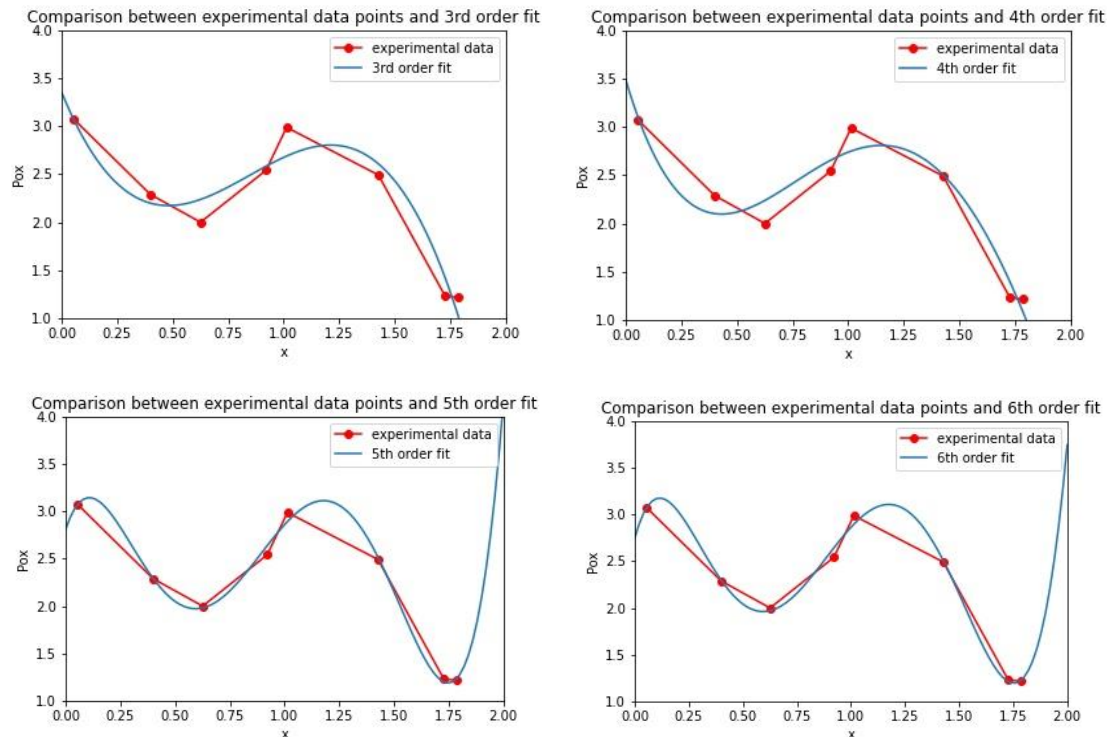 Comparison between experimental data points and 3rd order fit
4.0
3.5
3.0
2.5
2.0
1.5
1.0
Pox
experimental data
3rd order fit
0.00 0.25 0.50 0.75 1.00 1.25 1.50 1.75 2.00
x
Comparison between experimental data points and 4th order fit
4.0
3.5
3.0
2.5
2.0
1.5
1.0
Pox
experimental data
4th order fit
0.00 0.25 0.50 0.75 1.00 1.25 1.50 1.75 2.00
x
Comparison between experimental data points and 5th order fit
4.0
3.5
3.0
2.5
2.0
1.5
1.0
Pox
experimental data
5th order fit
0.00 0.25 0.50 0.75 1.00 1.25 1.50 1.75 2.00
x
Comparison between experimental data points and 6th order fit
4.0
3.5
3.0
2.5
2.0
1.5
1.0
Pox
experimental data
6th order fit
0.00 0.25 0.50 0.75 1.00 1.25 1.50 1.75 2.00
x